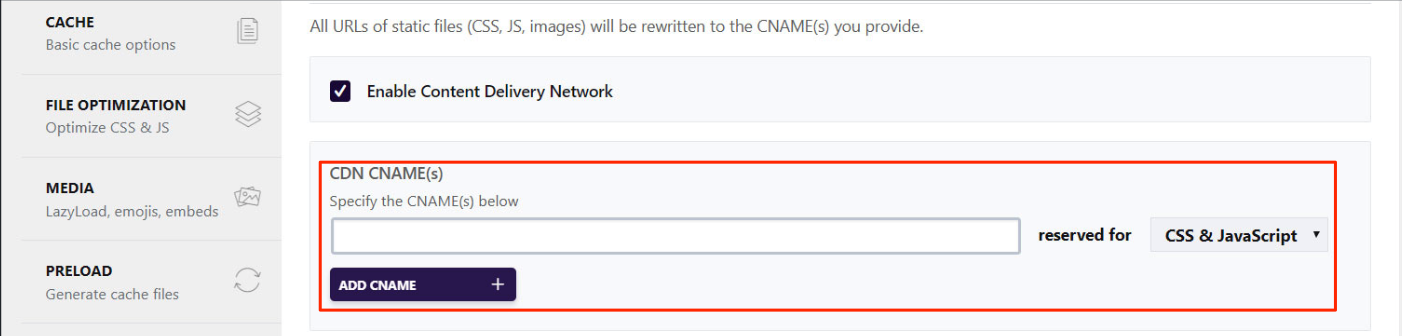 CACHE
Basic cache options
FILE OPTIMIZATION
Optimize CSS & JS
MEDIA
LazyLoad, emojis, embeds
PRELOAD
Generate cache files
All URLs of static files (CSS, JS, images) will be rewritten to the CNAME(s) you provide.
Enable Content Delivery Network
CDN CNAME(s)
Specify the CNAME(s) below
reserved for CSS & JavaScript
ADD CNAME +